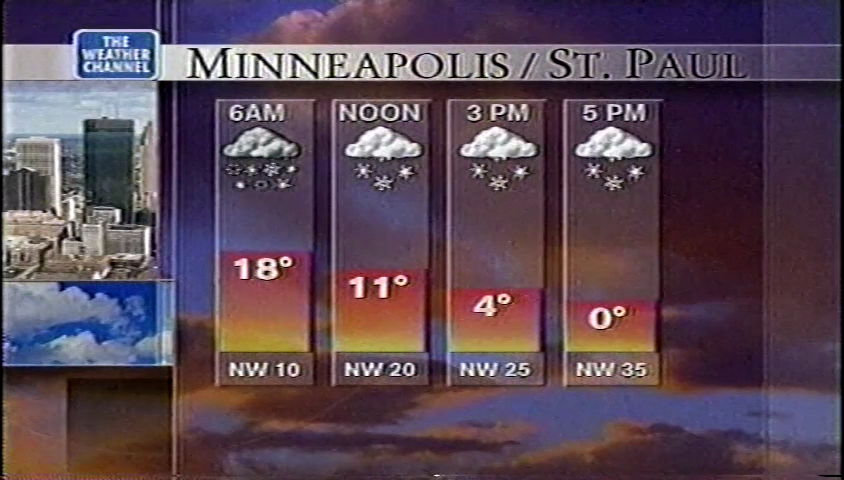 THE
WEATHER
CHANNEL
MINNEAPOLIS / ST. PAUL
6AM NOON 3 PM 5 PM
18° 11° 4° 0°
NW 10 NW 20 NW 25 NW 35